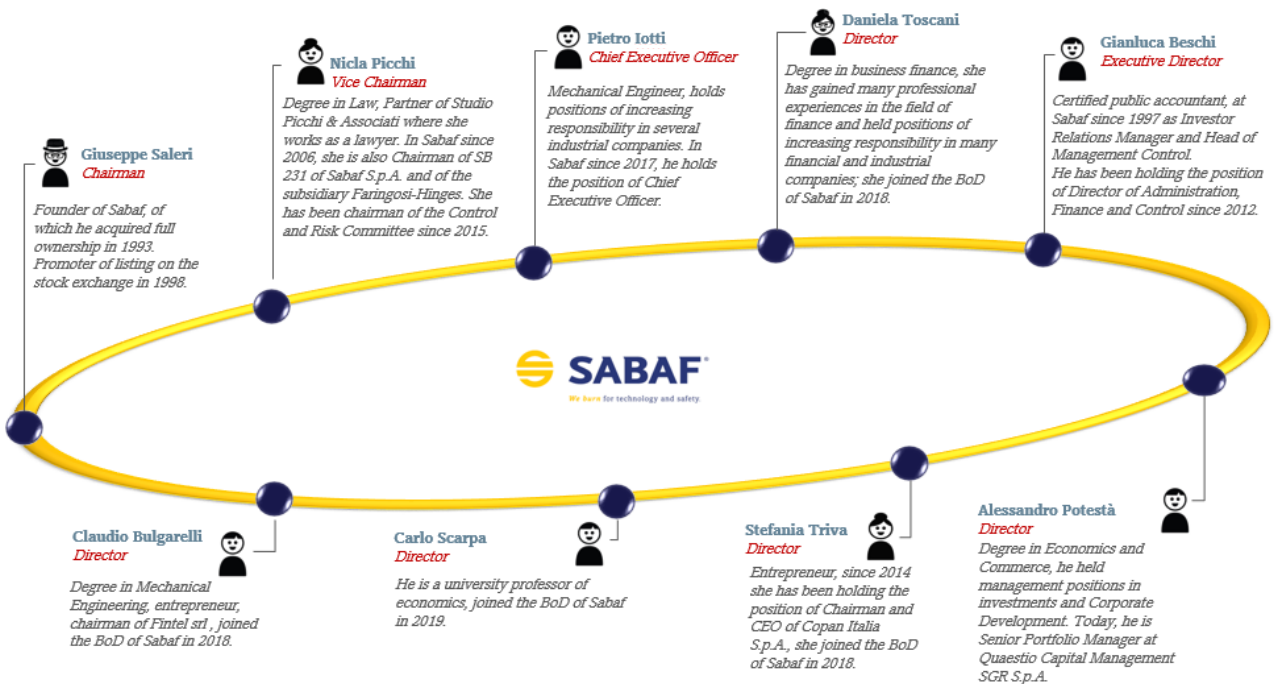 Giuseppe Saleri
Chairman
Founder of Sabaf, of
which he acquired full
ownership in 1993.
Promoter of listing on the
stock exchange in 1998.
Nicla Picchi
Vice Chairman
Degree in Law, Partner of Studio
Picchi & Associati where she
works as a lawyer. In Sabaf since
2006, she is also Chairman of SB
231 of Sabaf S.p.A. and of the
subsidiary Faringosi-Hinges. She
has been chairman of the Control
and Risk Committee since 2015.
Pietro Iotti
Chief Executive Officer
Mechanical Engineer, holds
positions of increasing
responsibility in several
industrial companies. In
Sabaf since 2017, he holds
the position of Chief
Executive Officer.
Daniela Toscani
Director
Degree in business finance, she
has gained many professional
experiences in the field of
finance and held positions of
increasing responsibility in many
financial and industrial
companies; she joined the BoD
of Sabaf in 2018.
Gianluca Beschi
Executive Director
Certified public accountant, at
Sabaf since 1997 as Investor
Relations Manager and Head of
Management Control.
He has been holding the position
of Director of Administration,
Finance and Control since 2012.
SABAF®
We burn for technology and safety.
Claudio Bulgarelli
Director
Degree in Mechanical
Engineering, entrepreneur,
chairman of Fintel srl , joined
the BoD of Sabaf in 2018.
Carlo Scarpa
Director
He is a university professor of
economics, joined the BoD of Sabaf
in 2019.
Stefania Triva
Director
Entrepreneur, since 2014
she has been holding the
position of Chairman and
CEO of Copan Italia
S.p.A., she joined the BoD
of Sabaf in 2018.
Alessandro Potestà
Director
Degree in Economics and
Commerce, he held
management positions in
investments and Corporate
Development. Today, he is
Senior Portfolio Manager at
Quaestio Capital Management
SGR S.p.A.